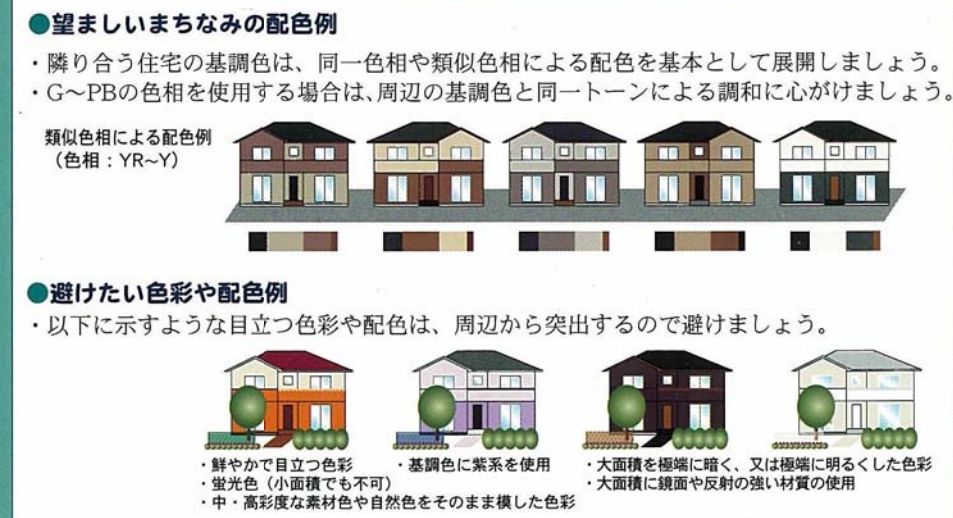 ●望ましいまちなみの配色例
・隣り合う住宅の基調色は、同一色相や類似色相による配色を基本として展開しましょう。
・G～PBの色相を使用する場合は、周辺の基調色と同一トーンによる調和に心がけましょう。
類似色相による配色例
（色相：YR～Y）
●避けたい色彩や配色例
・以下に示すような目立つ色彩や配色は、周辺から突出するので避けましょう。
・鮮やかで目立つ色彩
・蛍光色（小面積でも不可）
・中・高彩度な素材色や自然色をそのまま模した色彩
・基調色に紫系を使用
・大面積を極端に暗く、又は極端に明るくした色彩
・大面積に鏡面や反射の強い材質の使用